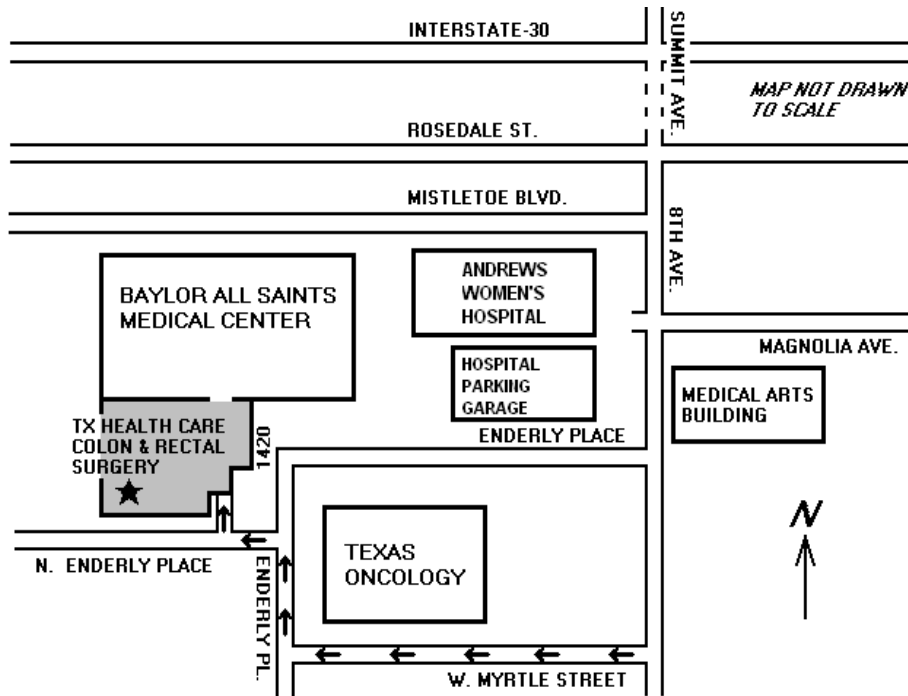 INTERSTATE-30
SUMMIT AVE.
MAP NOT DRAWN
TO SCALE
ROSEDALE ST.
MISTLETOE BLVD.
8TH AVE.
BAYLOR ALL SAINTS
MEDICAL CENTER
ANDREWS
WOMEN'S
HOSPITAL
MAGNOLIA AVE.
HOSPITAL
PARKING
GARAGE
MEDICAL ARTS
BUILDING
TX HEALTH CARE
COLON & RECTAL
SURGERY
1420
ENDERLY PLACE
N
TEXAS
ONCOLOGY
N. ENDERLY PLACE
ENDERLY PL.
W. MYRTLE STREET